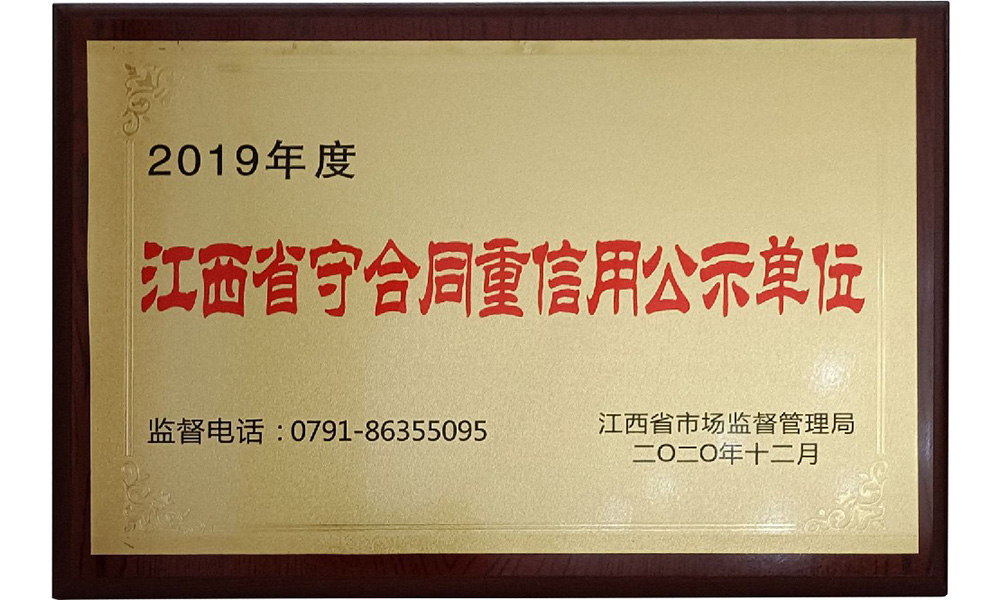 2019年度
江西省守合同重信用公示单位
监督电话：0791-86355095
江西省市场监督管理局
二〇二〇年十二月